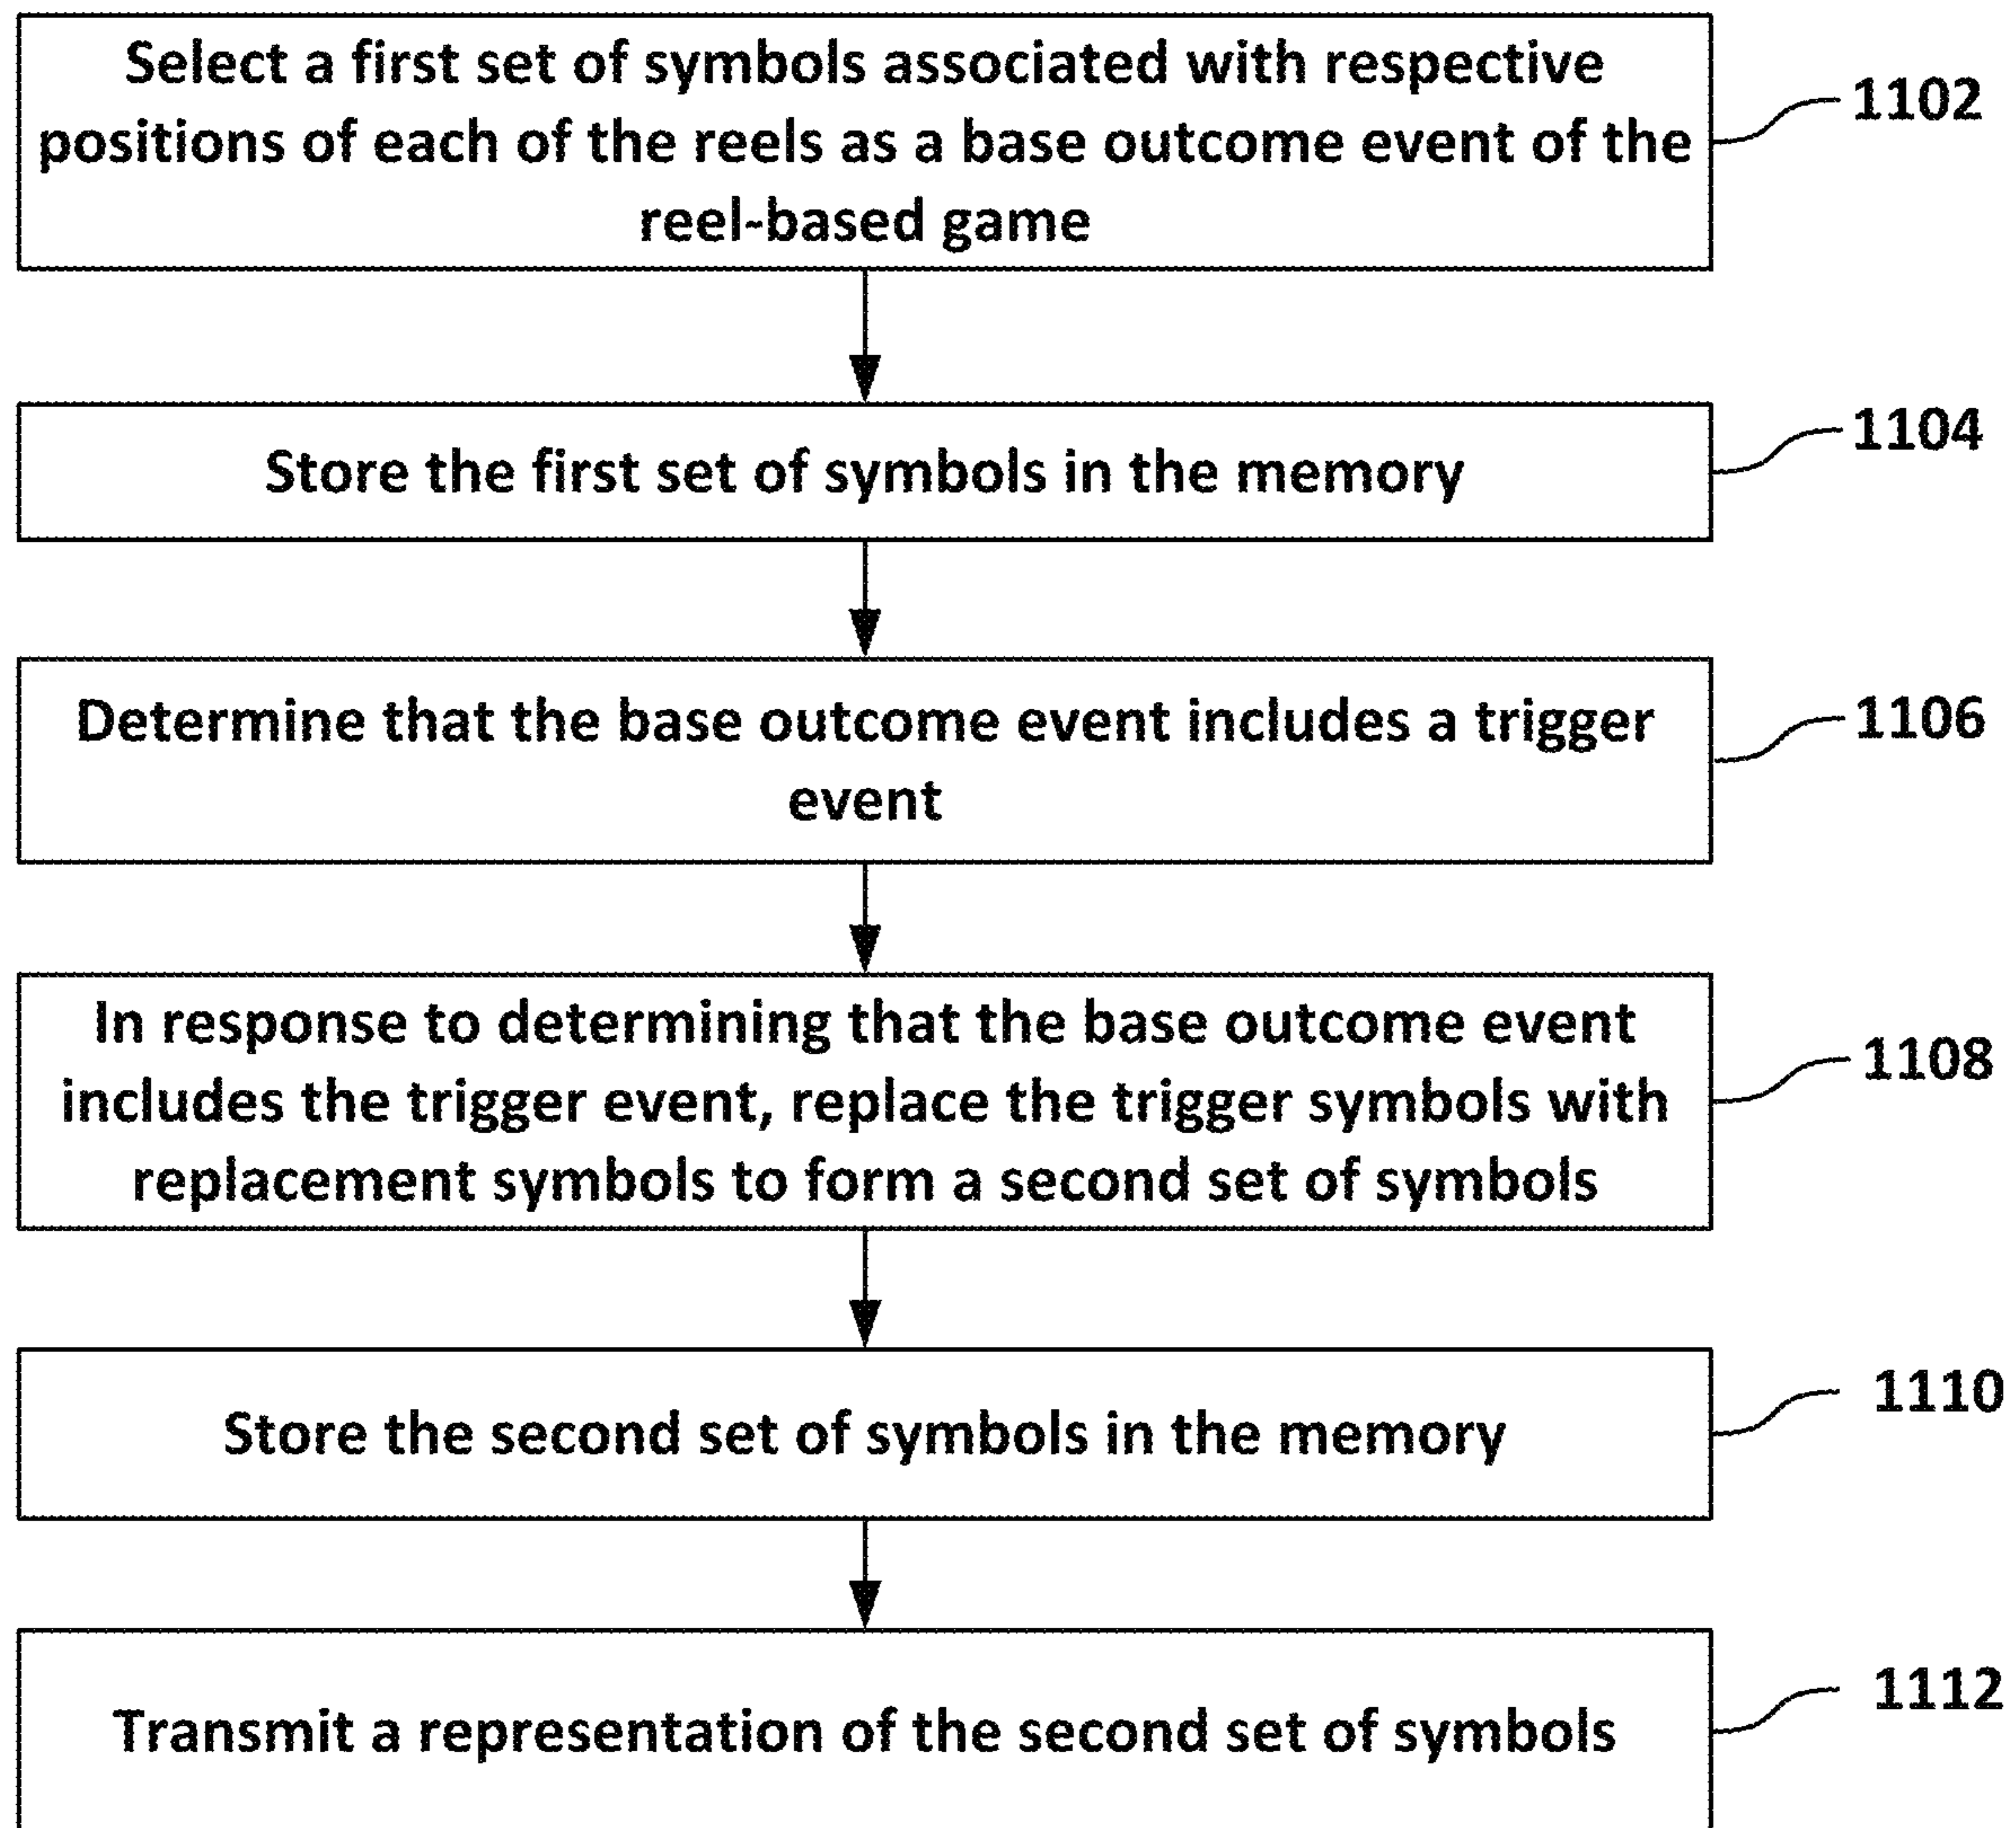 Select a first set of symbols associated with respective
positions of each of the reels as a base outcome event of the
reel-based game
1102
Store the first set of symbols in the memory
1104
Determine that the base outcome event includes a trigger
event
1106
In response to determining that the base outcome event
includes the trigger event, replace the trigger symbols with
replacement symbols to form a second set of symbols
1108
Store the second set of symbols in the memory
1110
Transmit a representation of the second set of symbols
1112